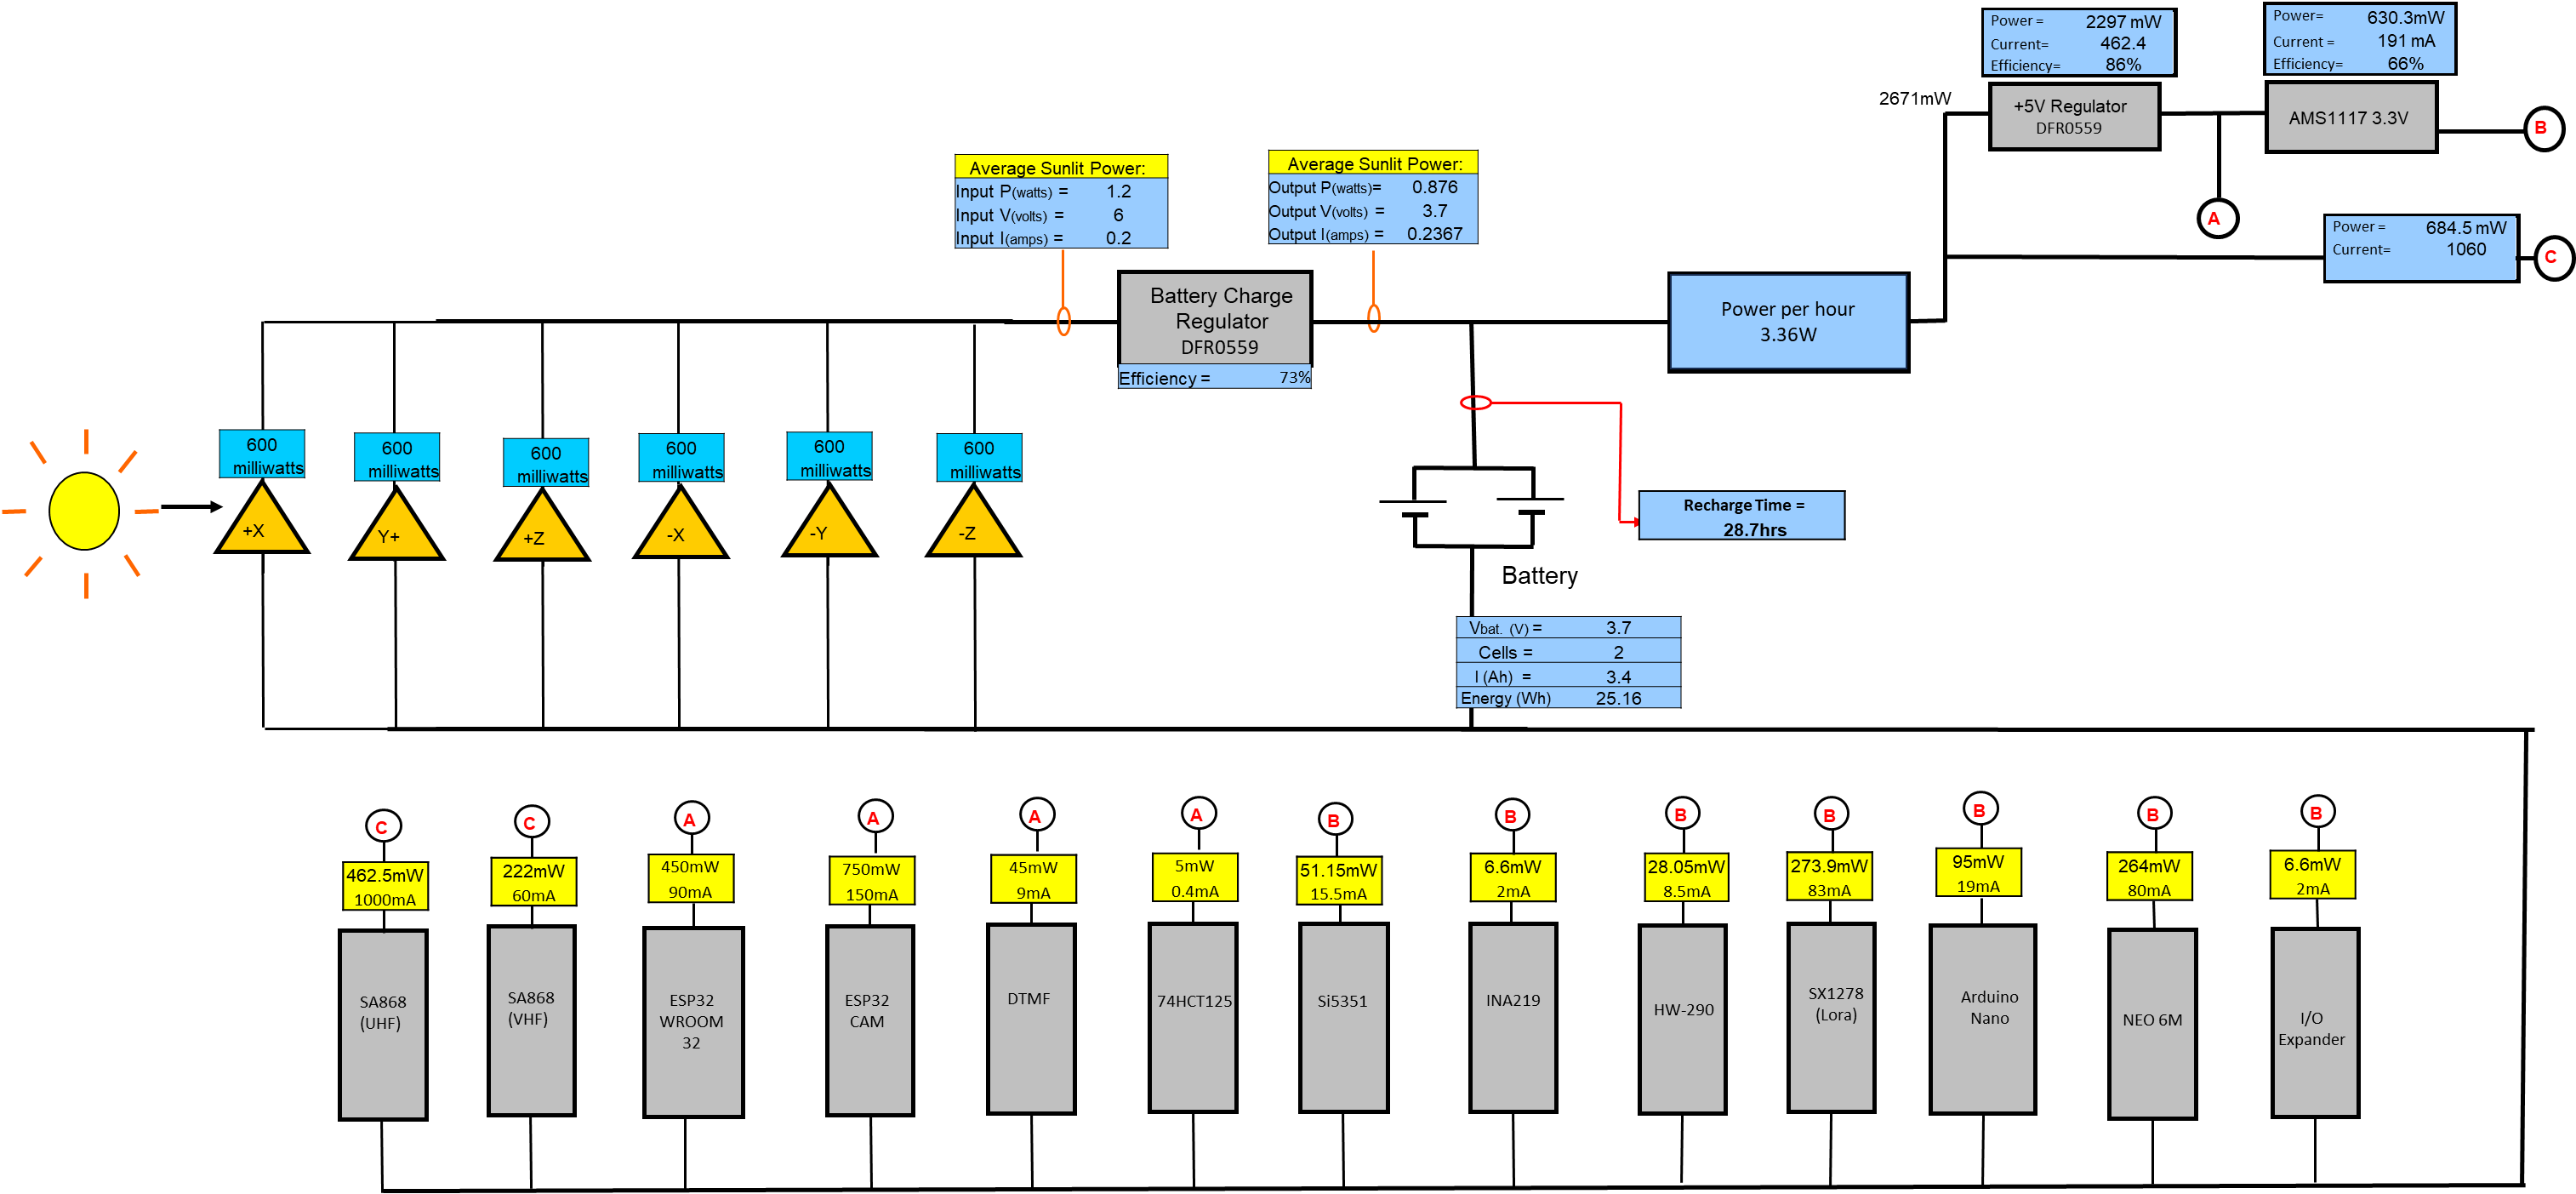 Power = 2297 mW
Current= 462.4
Efficiency= 86%
Power= 630.3mW
Current = 191 mA
Efficiency= 66%
2671mW
+5V Regulator
DFR0559
AMS1117 3.3V
B
A
Power = 684.5 mW
Current= 1060
C
Average Sunlit Power:
Input P(watts) = 1.2
Input V(volts) = 6
Input I(amps) = 0.2
Average Sunlit Power:
Output P(watts)= 0.876
Output V(volts) = 3.7
Output I(amps) = 0.2367
Battery Charge
Regulator
DFR0559
Efficiency = 73%
Power per hour
3.36W
600
milliwatts
+X
600
milliwatts
Y+
600
milliwatts
+Z
600
milliwatts
-X
600
milliwatts
-Y
600
milliwatts
-Z
Recharge Time =
28.7hrs
Battery
Vbat. (V) = 3.7
Cells = 2
I (Ah) = 3.4
Energy (Wh) 25.16
C
462.5mW
1000mA
SA868
(UHF)
C
222mW
60mA
SA868
(VHF)
A
450mW
90mA
ESP32
WROOM
32
A
750mW
150mA
ESP32
CAM
A
45mW
9mA
DTMF
A
5mW
0.4mA
74HCT125
B
51.15mW
15.5mA
Si5351
B
6.6mW
2mA
INA219
B
28.05mW
8.5mA
HW-290
B
273.9mW
83mA
SX1278
(Lora)
B
95mW
19mA
Arduino
Nano
B
264mW
80mA
NEO 6M
B
6.6mW
2mA
I/O
Expander